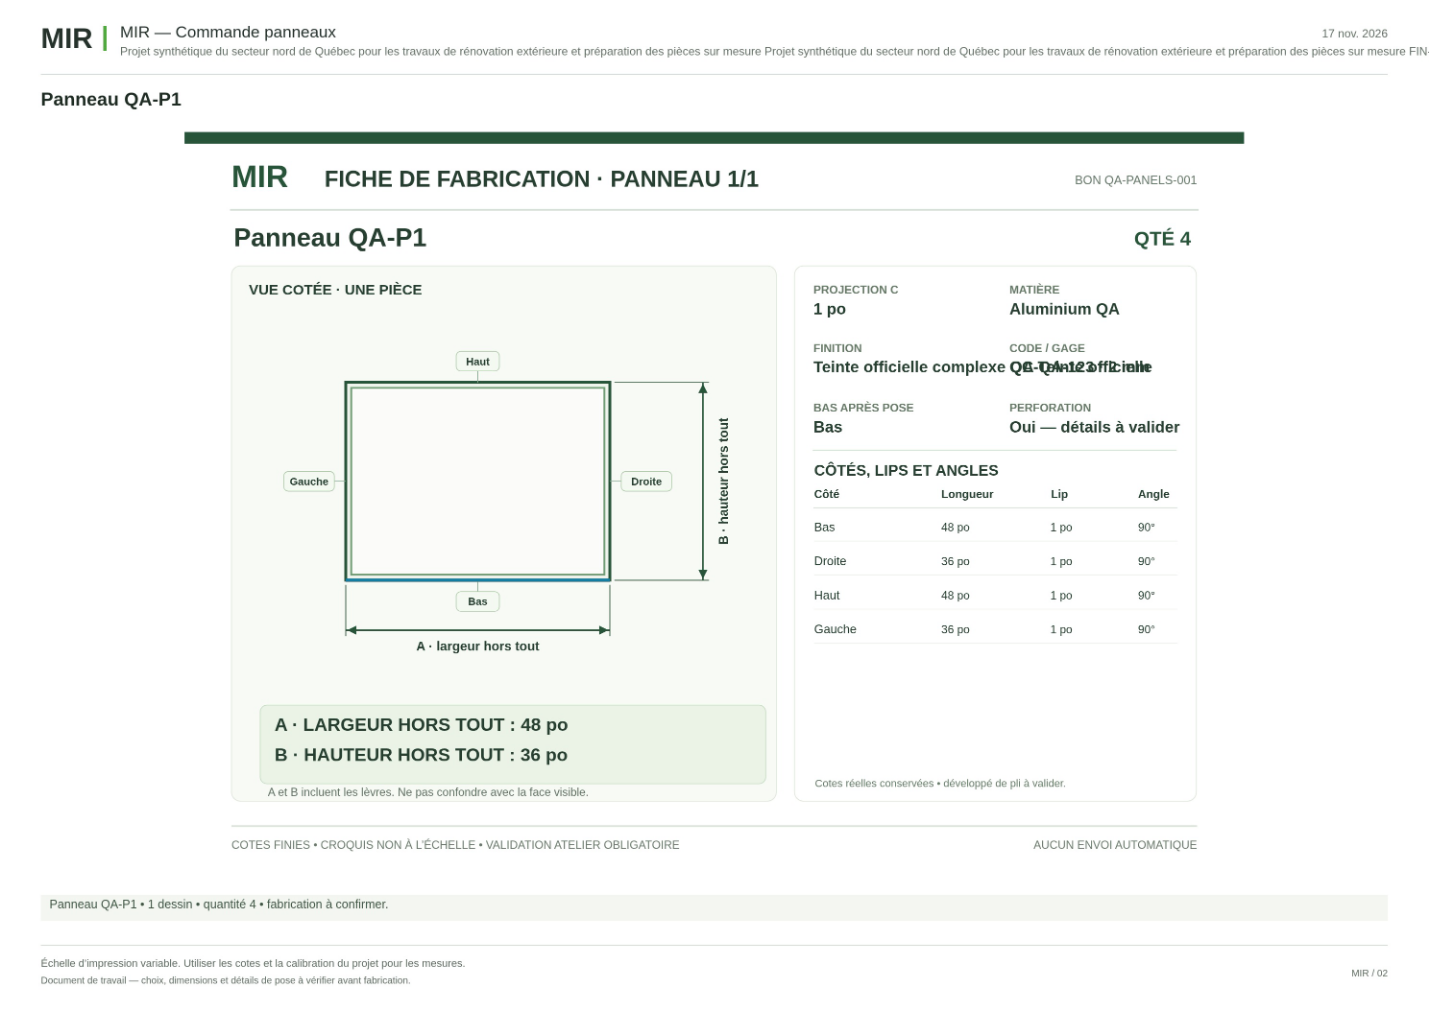 MIR
MIR — Commande panneaux
17 nov. 2026
Projet synthétique du secteur nord de Québec pour les travaux de rénovation extérieure et préparation des pièces sur mesure Projet synthétique du secteur nord de Québec pour les travaux de rénovation extérieure et préparation des pièces sur mesure FIN-
Panneau QA-P1
MIR
FICHE DE FABRICATION · PANNEAU 1/1
BON QA-PANELS-001
Panneau QA-P1
QTÉ 4
VUE COTÉE · UNE PIÈCE
Haut
Gauche
Droite
Bas
B · hauteur hors tout
A · largeur hors tout
A · LARGEUR HORS TOUT : 48 po
B · HAUTEUR HORS TOUT : 36 po
A et B incluent les lèvres. Ne pas confondre avec la face visible.
PROJECTION C
MATIÈRE
1 po
Aluminium QA
FINITION
CODE / GAGE
Teinte officielle complexe
BAS APRÈS POSE
PERFORATION
Bas
Oui — détails à valider
CÔTÉS, LIPS ET ANGLES
Côté Longueur Lip Angle
Bas 48 po 1 po 90°
Droite 36 po 1 po 90°
Haut 48 po 1 po 90°
Gauche 36 po 1 po 90°
Cotes réelles conservées • développé de pli à valider.
COTES FINIES • CROQUIS NON À L'ÉCHELLE • VALIDATION ATELIER OBLIGATOIRE
AUCUN ENVOI AUTOMATIQUE
Panneau QA-P1 • 1 dessin • quantité 4 • fabrication à confirmer.
Échelle d'impression variable. Utiliser les cotes et la calibration du projet pour les mesures.
Document de travail — choix, dimensions et détails de pose à vérifier avant fabrication.
MIR / 02